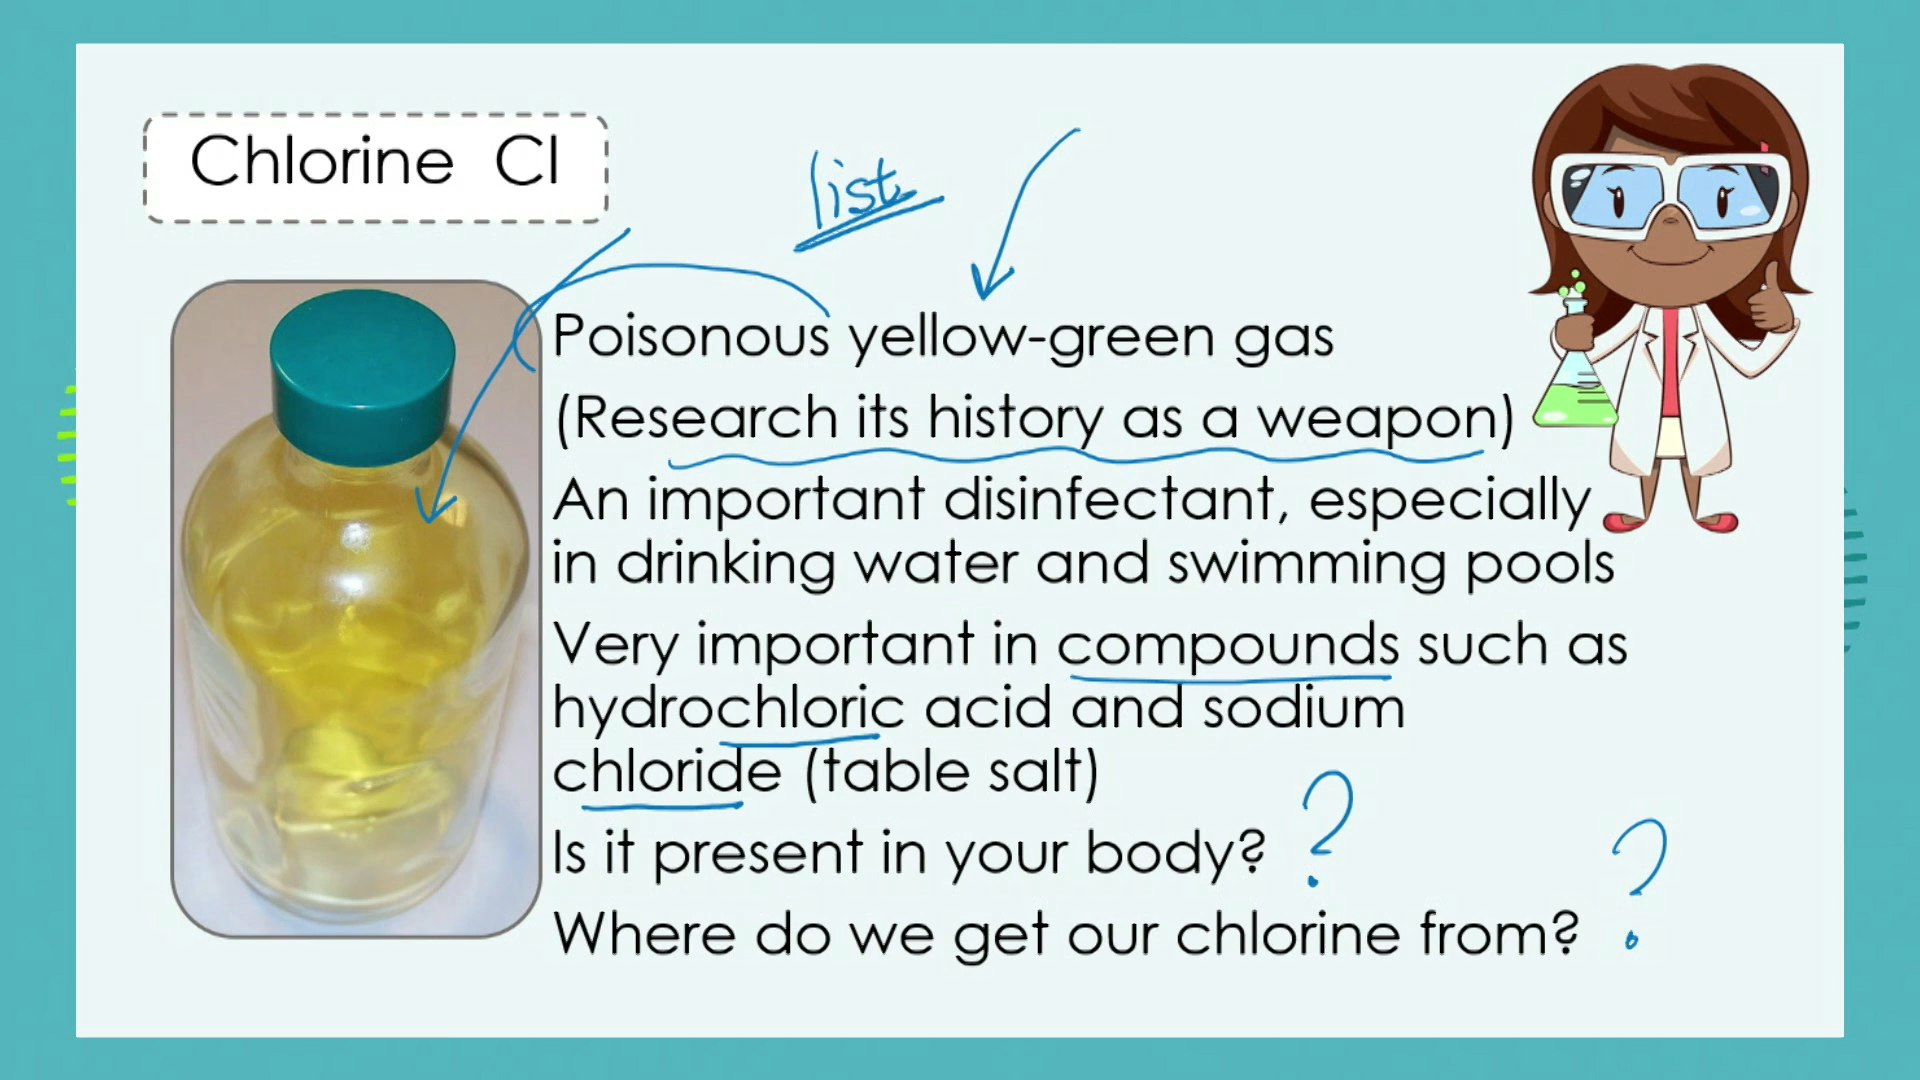 Chlorine Cl
list
Poisonous yellow-green gas
(Research its history as a weapon)
An important disinfectant, especially
in drinking water and swimming pools
Very important in compounds such as
hydrochloric acid and sodium
chloride (table salt)
Is it present in your body? ?
Where do we get our chlorine from? ?